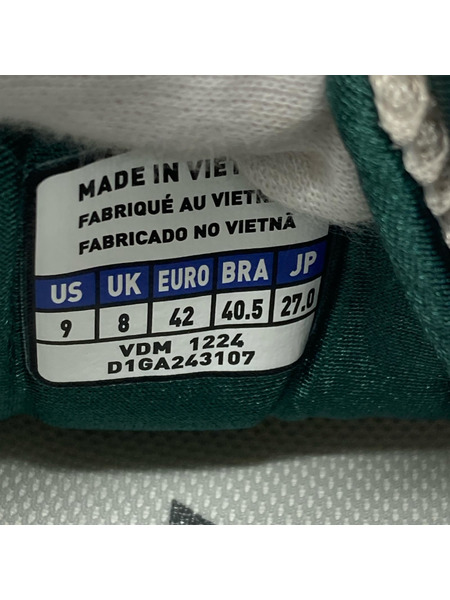 MADE IN VIET
FABRIQUÉ AU VIETN
FABRICADO NO VIETNÃ
US UK EURO BRA JP
9 8 42 40.5 27.0
VDM 1224
D1GA243107